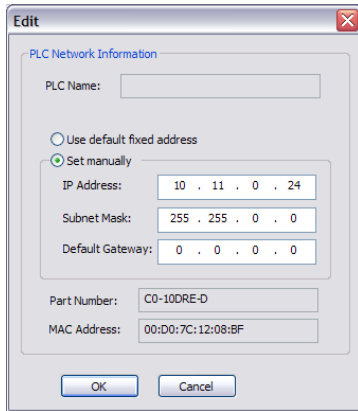 Edit
PLC Network Information
PLC Name:
Use default fixed address
Set manually
IP Address: 10 . 11 . 0 . 24
Subnet Mask: 255 . 255 . 0 . 0
Default Gateway: 0 . 0 . 0 . 0
Part Number: C0-10DRE-D
MAC Address: 00:D0:7C:12:08:BF
OK Cancel